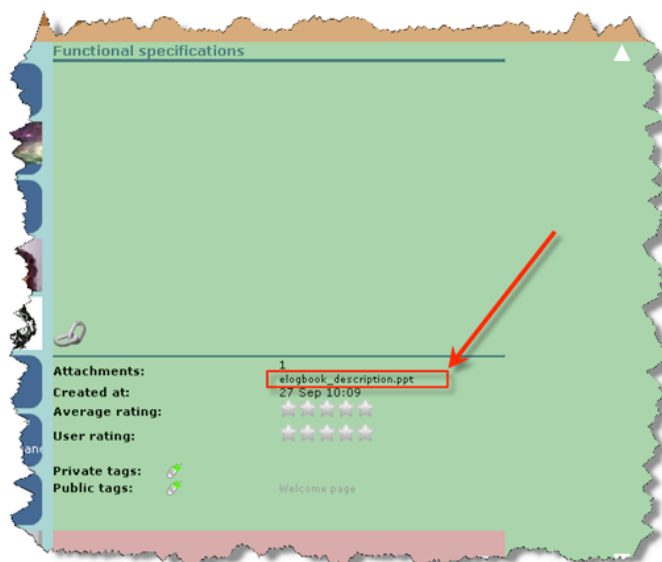 Functional specifications
Attachments:
1
elogbook_description.ppt
Created at:
27 Sep 10:09
Average rating:
User rating:
Private tags:
Public tags:
Welcome page